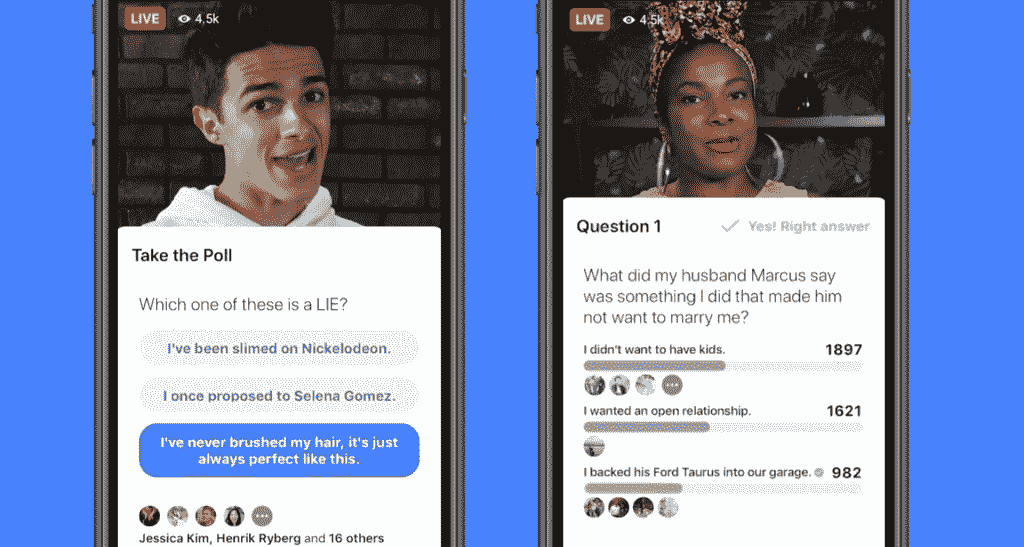 LIVE 4.5k
Take the Poll
Which one of these is a LIE?
I've been slimed on Nickelodeon.
I once proposed to Selena Gomez.
I've never brushed my hair, it's just
always perfect like this.
Jessica Kim, Henrik Ryberg and 16 others
LIVE 4.5k
Question 1 Yes! Right answer
What did my husband Marcus say
was something I did that made him
not want to marry me?
I didn't want to have kids. 1897
I wanted an open relationship. 1621
I backed his Ford Taurus into our garage. 982